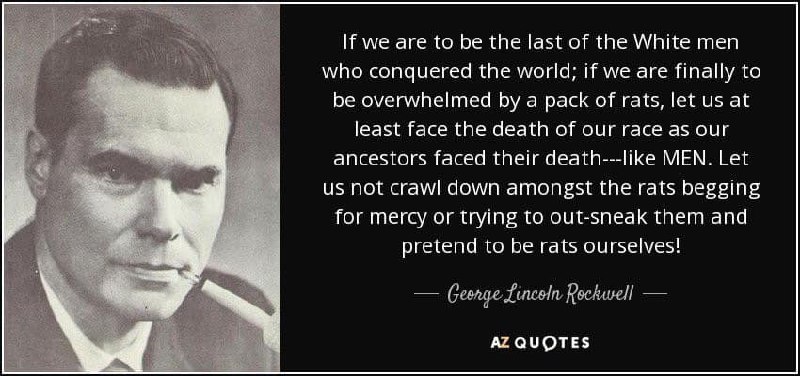 If we are to be the last of the White men
who conquered the world; if we are finally to
be overwhelmed by a pack of rats, let us at
least face the death of our race as our
ancestors faced their death---like MEN. Let
us not crawl down amongst the rats begging
for mercy or trying to out-sneak them and
pretend to be rats ourselves!
George Lincoln Rockwell
AZ QUOTES